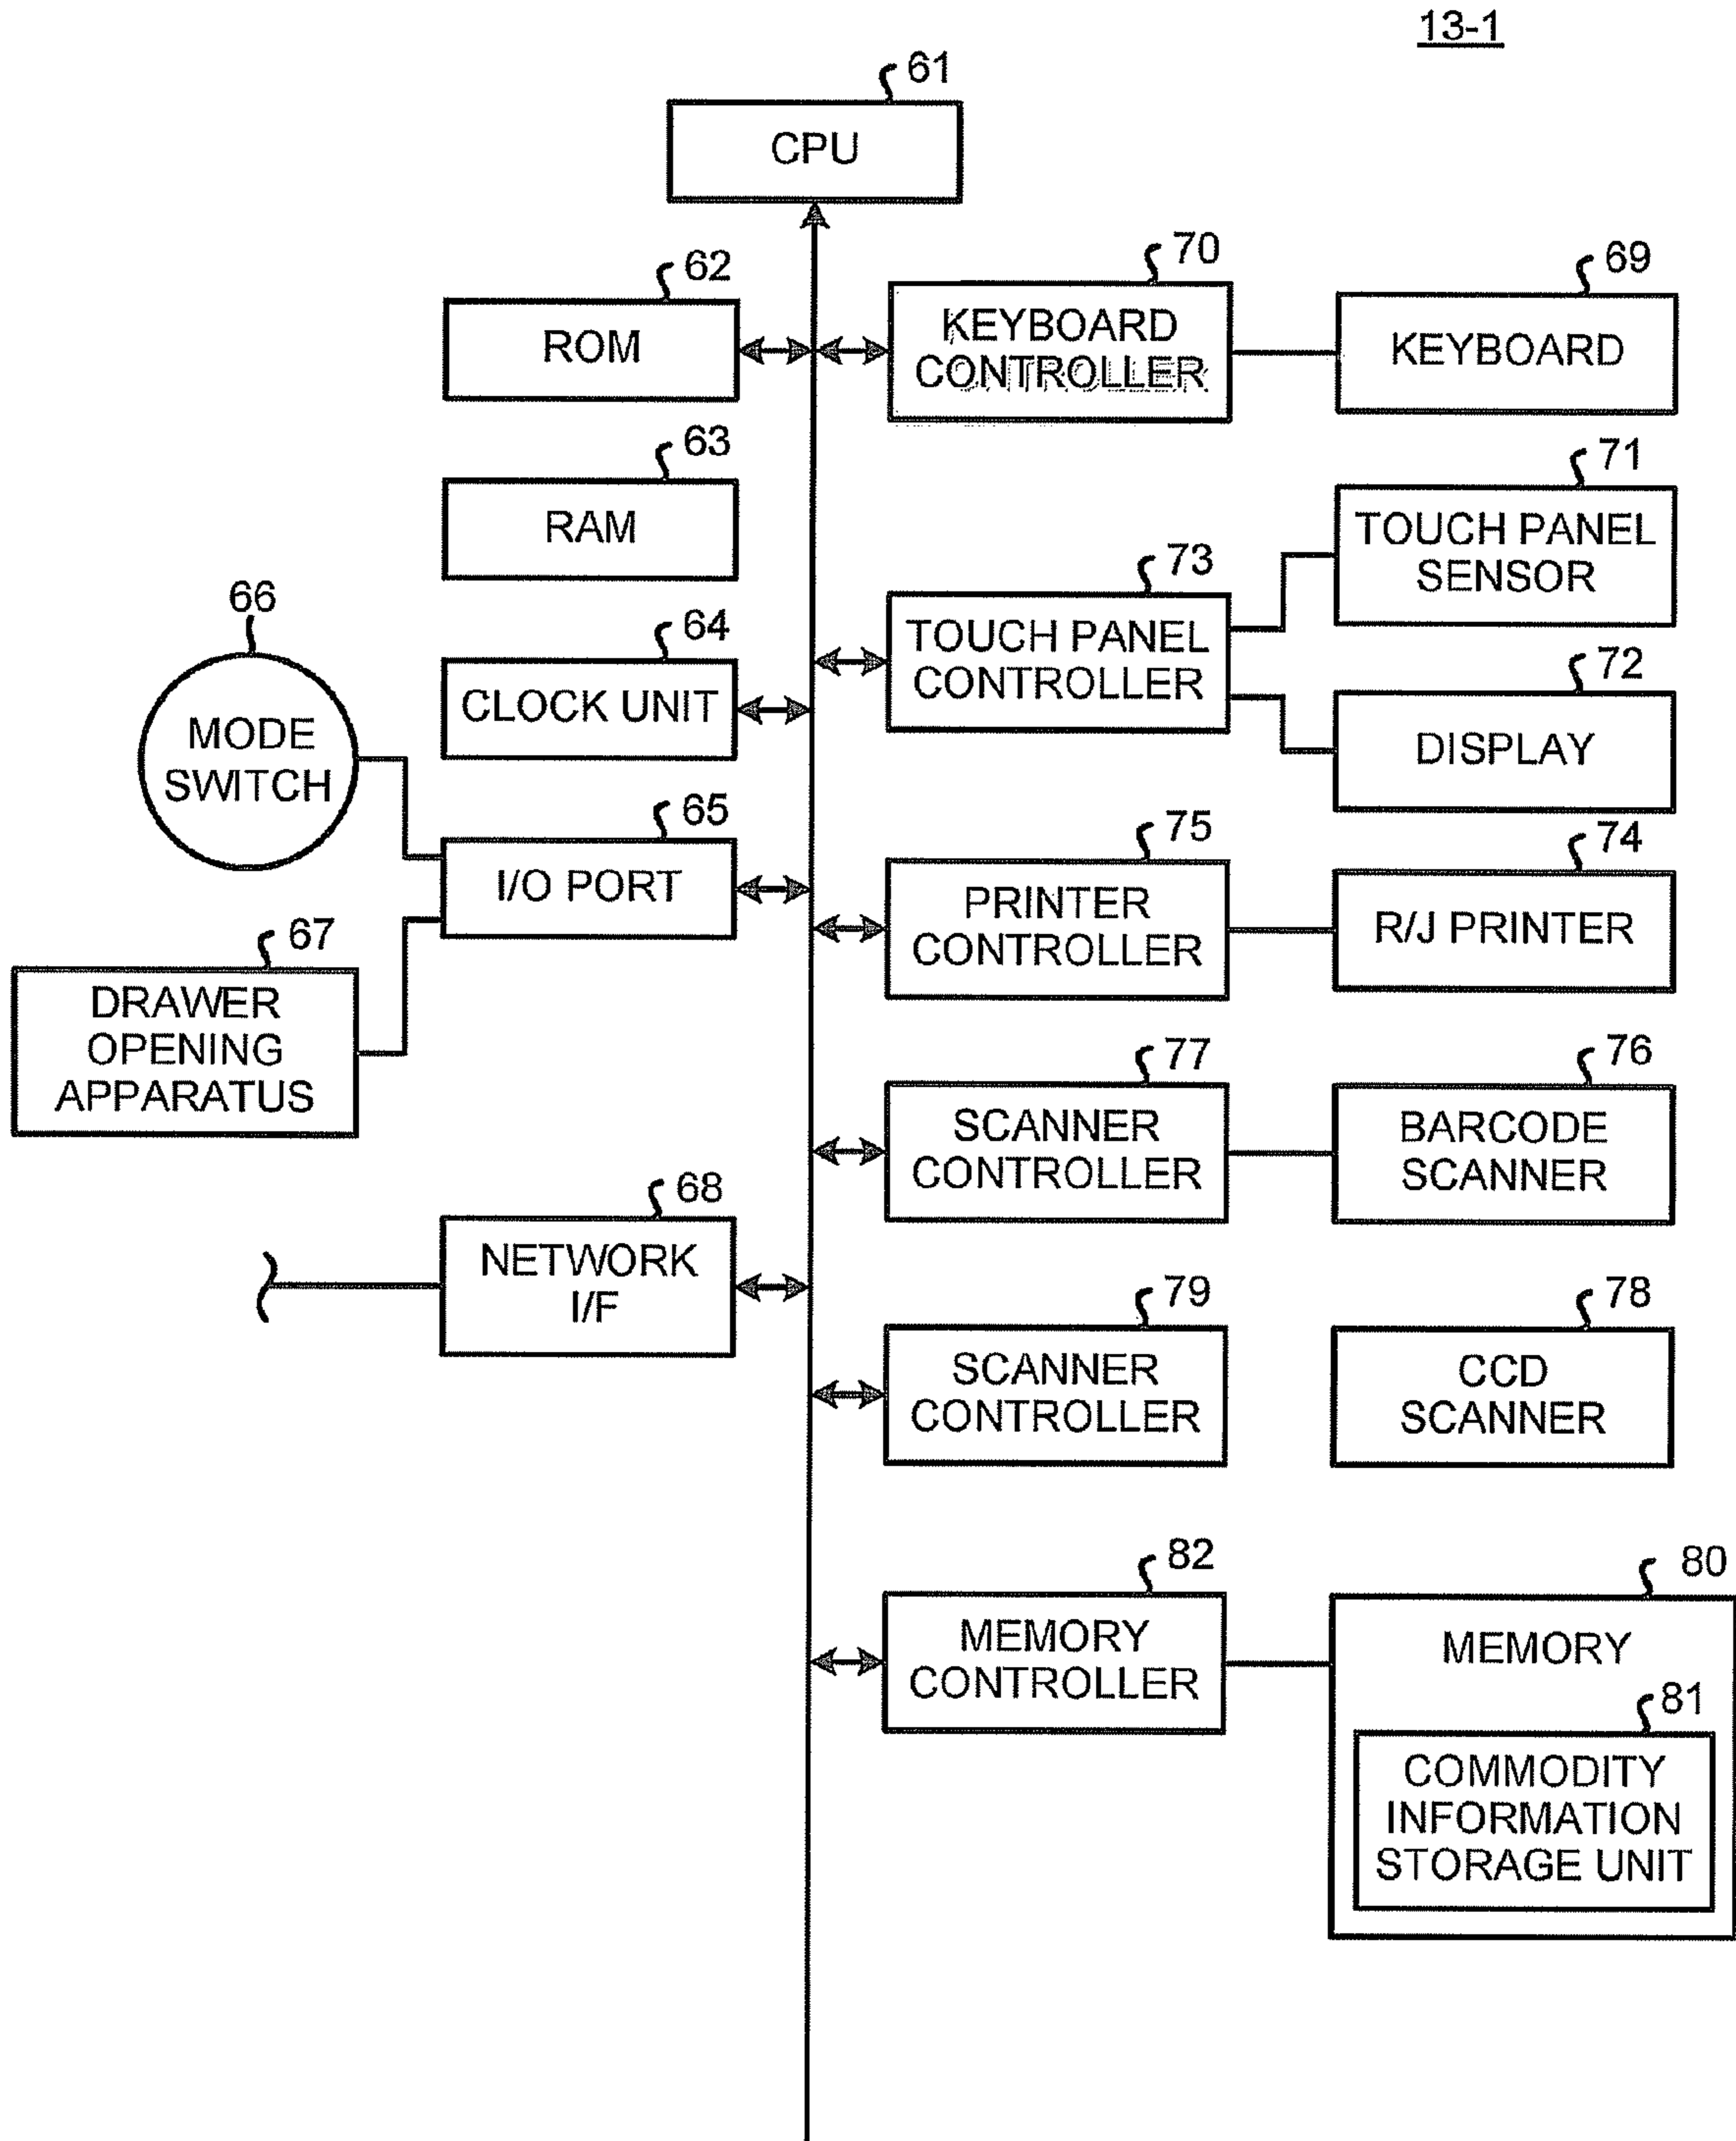 13-1
61
CPU
62
ROM
70
KEYBOARD
CONTROLLER
69
KEYBOARD
63
RAM
71
TOUCH PANEL
SENSOR
73
TOUCH PANEL
CONTROLLER
66
MODE
SWITCH
64
CLOCK UNIT
72
DISPLAY
65
I/O PORT
75
PRINTER
CONTROLLER
74
R/J PRINTER
67
DRAWER
OPENING
APPARATUS
77
SCANNER
CONTROLLER
76
BARCODE
SCANNER
68
NETWORK
I/F
79
SCANNER
CONTROLLER
78
CCD
SCANNER
82
MEMORY
CONTROLLER
80
MEMORY
81
COMMODITY
INFORMATION
STORAGE UNIT